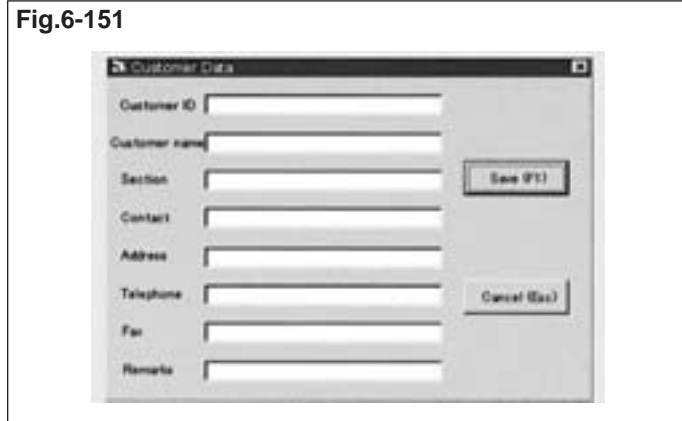 Fig.6-151
Customer Data
Customer ID
Customer name
Section
Save (F1)
Contact
Address
Telephone
Cancel (Esc)
Fax
Remarks